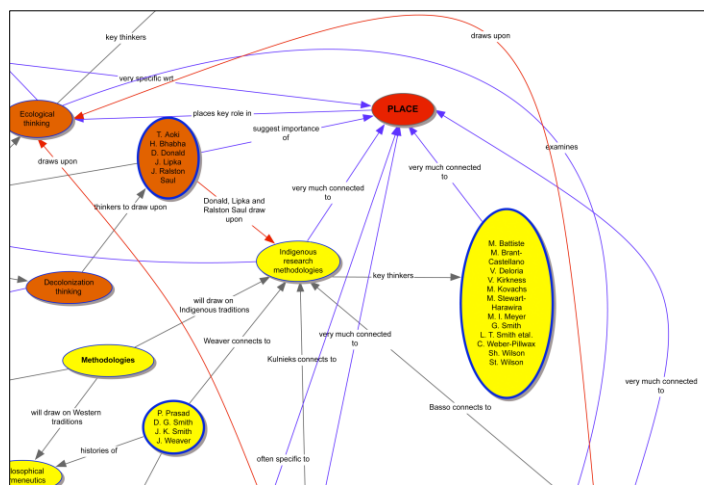 key thinkers
draws upon
very specific wrt
Ecological
thinking
places key role in
PLACE
T. Aoki
H. Bhabha
D. Donald
J. Lipka
J. Ralston
Saul
suggest importance
of
examines
draws upon
very much connected
to
very much connected
to
Donald, Lipka and
Ralston Saul draw
upon
thinkers to draw upon
Indigenous
research
methodologies
key thinkers
M. Battiste
M. Brant-
Castellano
V. Deloria
V. Kirkness
M. Kovachs
M. Stewart-
Harawira
M. I. Meyer
G. Smith
L. T. Smith etal.
C. Weber-Pillwax
Sh. Wilson
St. Wilson
Decolonization
thinking
will draw on
Indigenous traditions
Weaver connects to
very much connected
to
Methodologies
Kulnieks connects to
very much connected
to
will draw on Western
traditions
P. Prasad
D. G. Smith
J. K. Smith
J. Weaver
Basso connects to
histories of
often specific to
losophical
rmeneutics